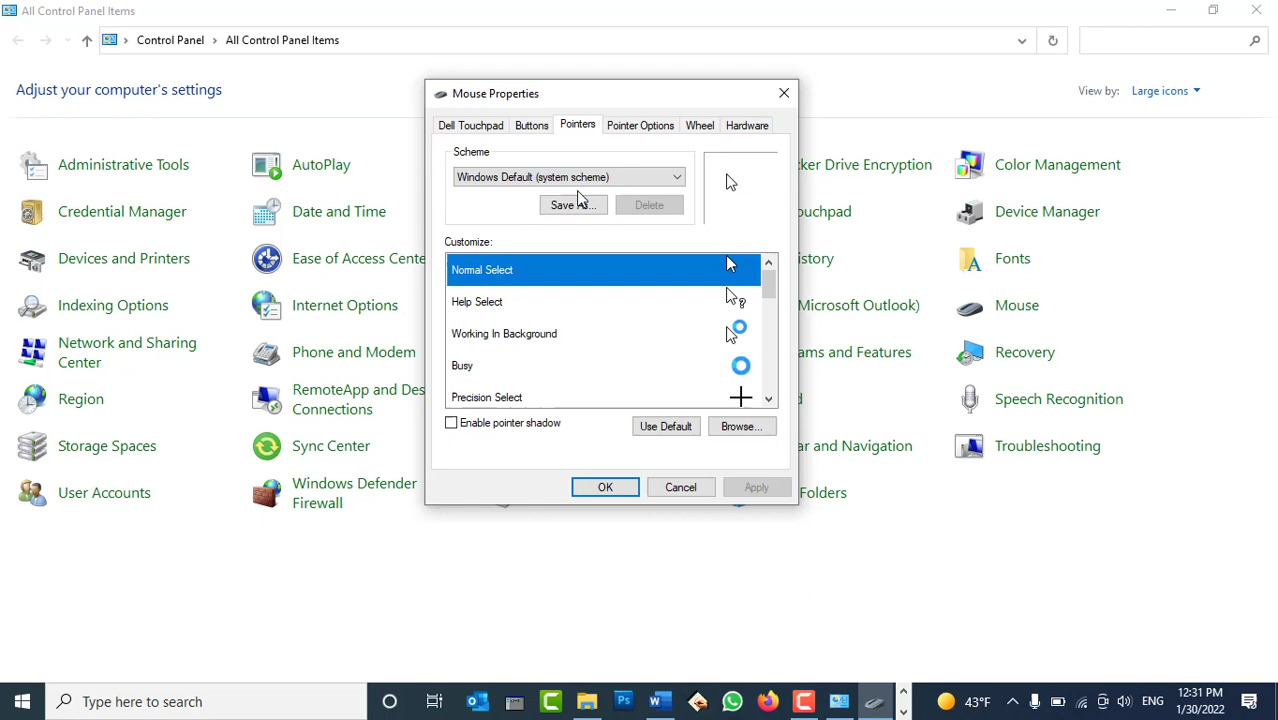 All Control Panel Items
Control Panel
All Control Panel Items
Adjust your computer's settings
View by:
Large icons
Administrative Tools
AutoPlay
cker Drive Encryption
Color Management
Credential Manager
Date and Time
ouchpad
Device Manager
Devices and Printers
Ease of Access Cente
istory
Fonts
Indexing Options
Internet Options
Microsoft Outlook)
Mouse
Network and Sharing
Center
Phone and Modem
ams and Features
Recovery
Region
RemoteApp and Des
Connections
d
Speech Recognition
Storage Spaces
Sync Center
ar and Navigation
Troubleshooting
User Accounts
Windows Defender
Firewall
Folders
Mouse Properties
Dell Touchpad
Buttons
Pointers
Pointer Options
Wheel
Hardware
Scheme
Windows Default (system scheme)
Save As...
Delete
Customize:
Normal Select
Help Select
Working In Background
Busy
Precision Select
Enable pointer shadow
Use Default
Browse...
OK
Cancel
Apply
Type here to search
43°F
ENG
12:31 PM
1/30/2022